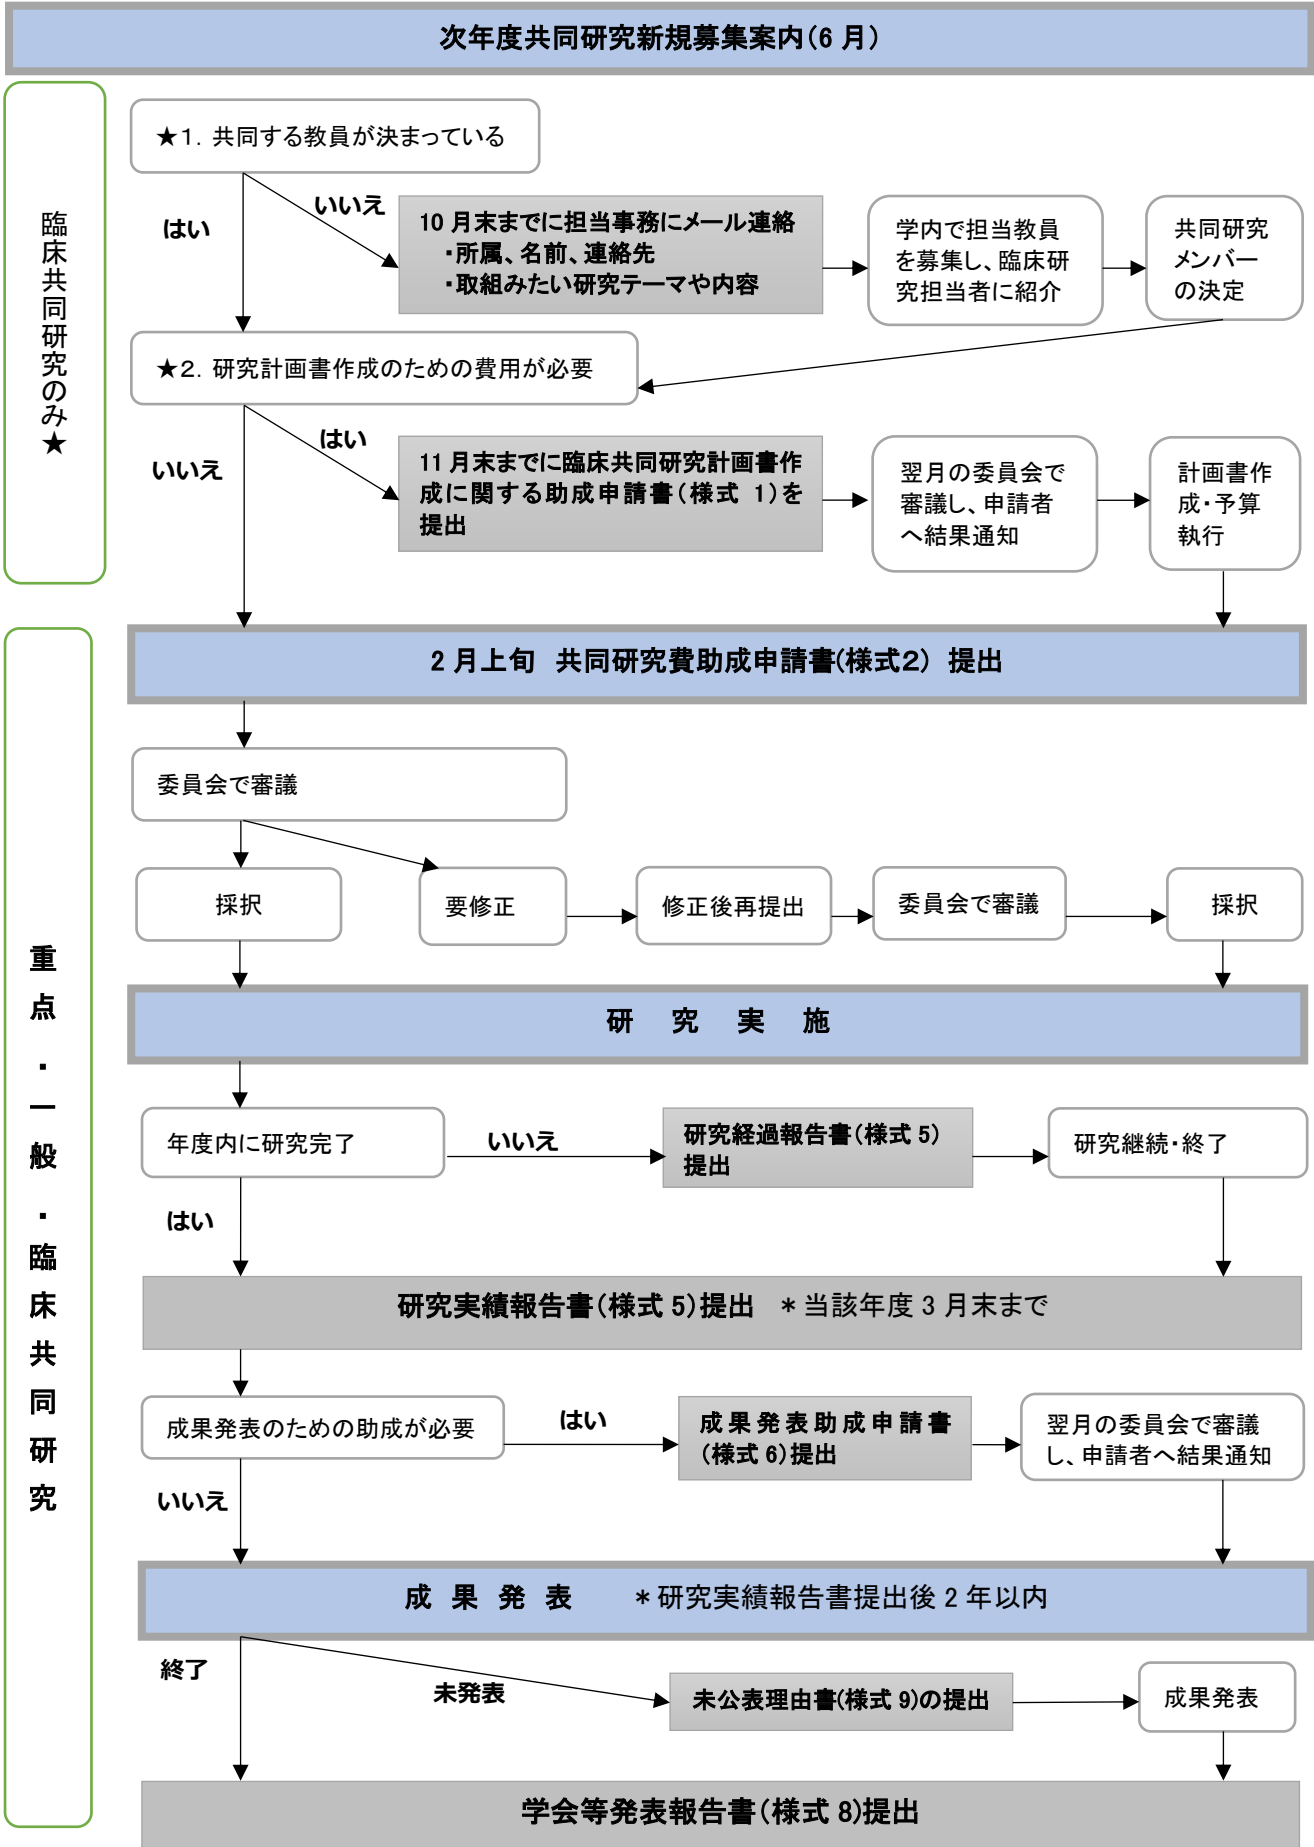 次年度共同研究新規募集案内(6月)
臨床共同研究のみ★
★1. 共同する教員が決まっている
はい
いいえ
10月末までに担当事務にメール連絡
・所属、名前、連絡先
・取組みたい研究テーマや内容
学内で担当教員
を募集し、臨床研
究担当者に紹介
共同研究
メンバー
の決定
★2. 研究計画書作成のための費用が必要
いいえ
はい
11月末までに臨床共同研究計画書作
成に関する助成申請書(様式 1)を
提出
翌月の委員会で
審議し、申請者
へ結果通知
計画書作
成・予算
執行
重点・一般・臨床共同研究
2月上旬 共同研究費助成申請書(様式2) 提出
委員会で審議
採択
要修正
修正後再提出
委員会で審議
採択
研 究 実 施
年度内に研究完了
いいえ
研究経過報告書(様式 5)
提出
研究継続・終了
はい
研究実績報告書(様式 5)提出 *当該年度3月末まで
成果発表のための助成が必要
はい
成果発表助成申請書
(様式 6)提出
翌月の委員会で審議
し、申請者へ結果通知
いいえ
成 果 発 表 *研究実績報告書提出後2年以内
終了
未発表
未公表理由書(様式 9)の提出
成果発表
学会等発表報告書(様式 8)提出